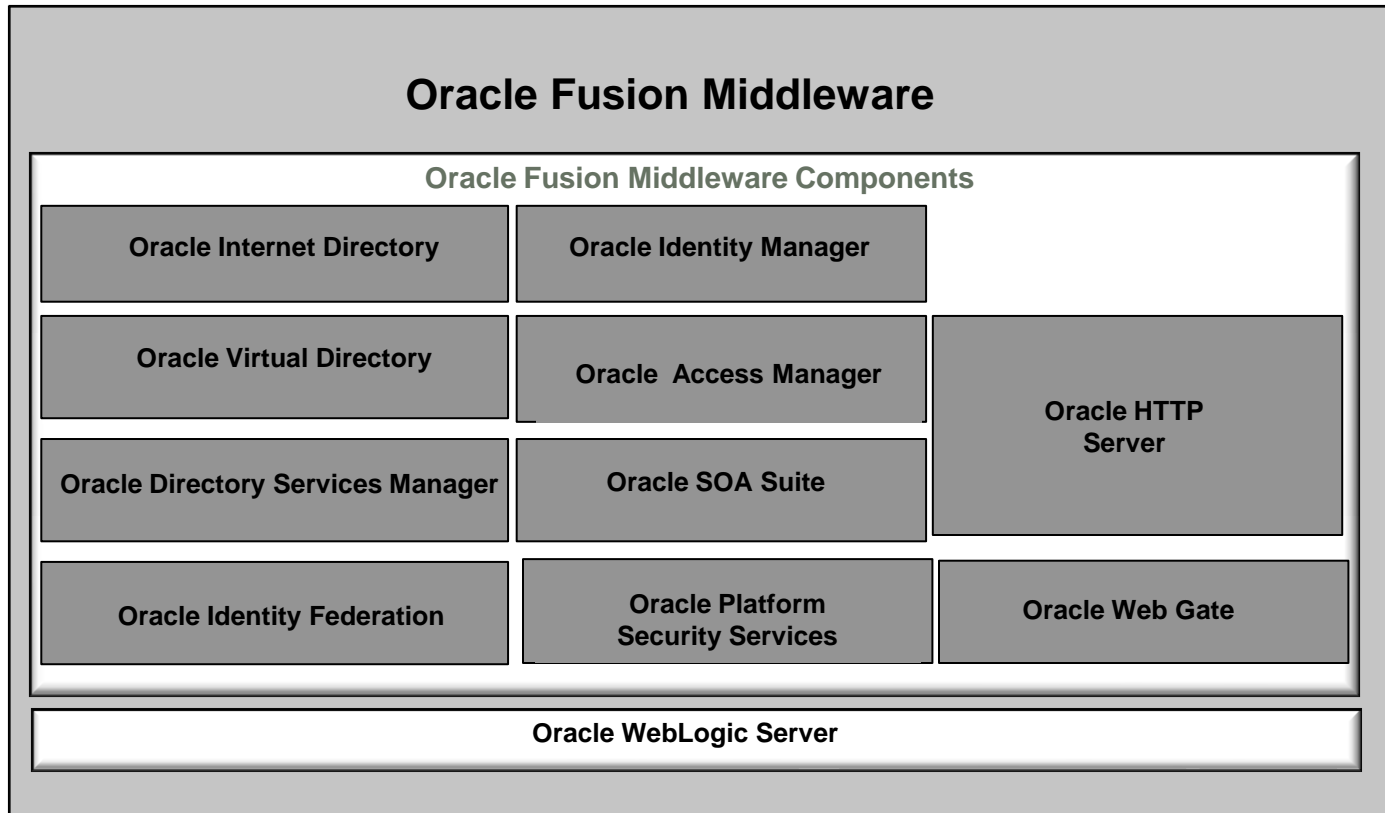 Oracle Fusion Middleware
Oracle Fusion Middleware Components
Oracle Internet Directory
Oracle Identity Manager
Oracle Virtual Directory
Oracle Access Manager
Oracle HTTP
Server
Oracle Directory Services Manager
Oracle SOA Suite
Oracle Identity Federation
Oracle Platform
Security Services
Oracle Web Gate
Oracle WebLogic Server